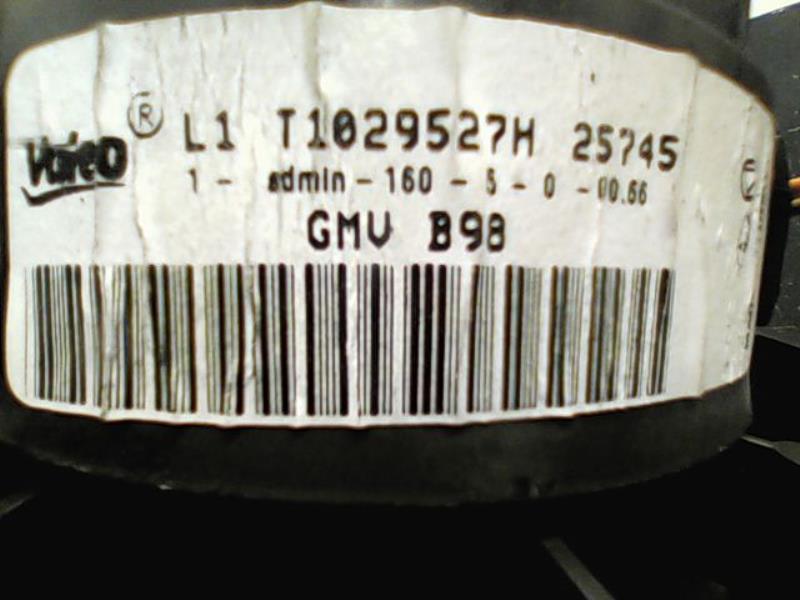 Valeo ® L1 T1029527H 25745
1 - admin - 160 - 5 - 0 - 00.66
GMV B98